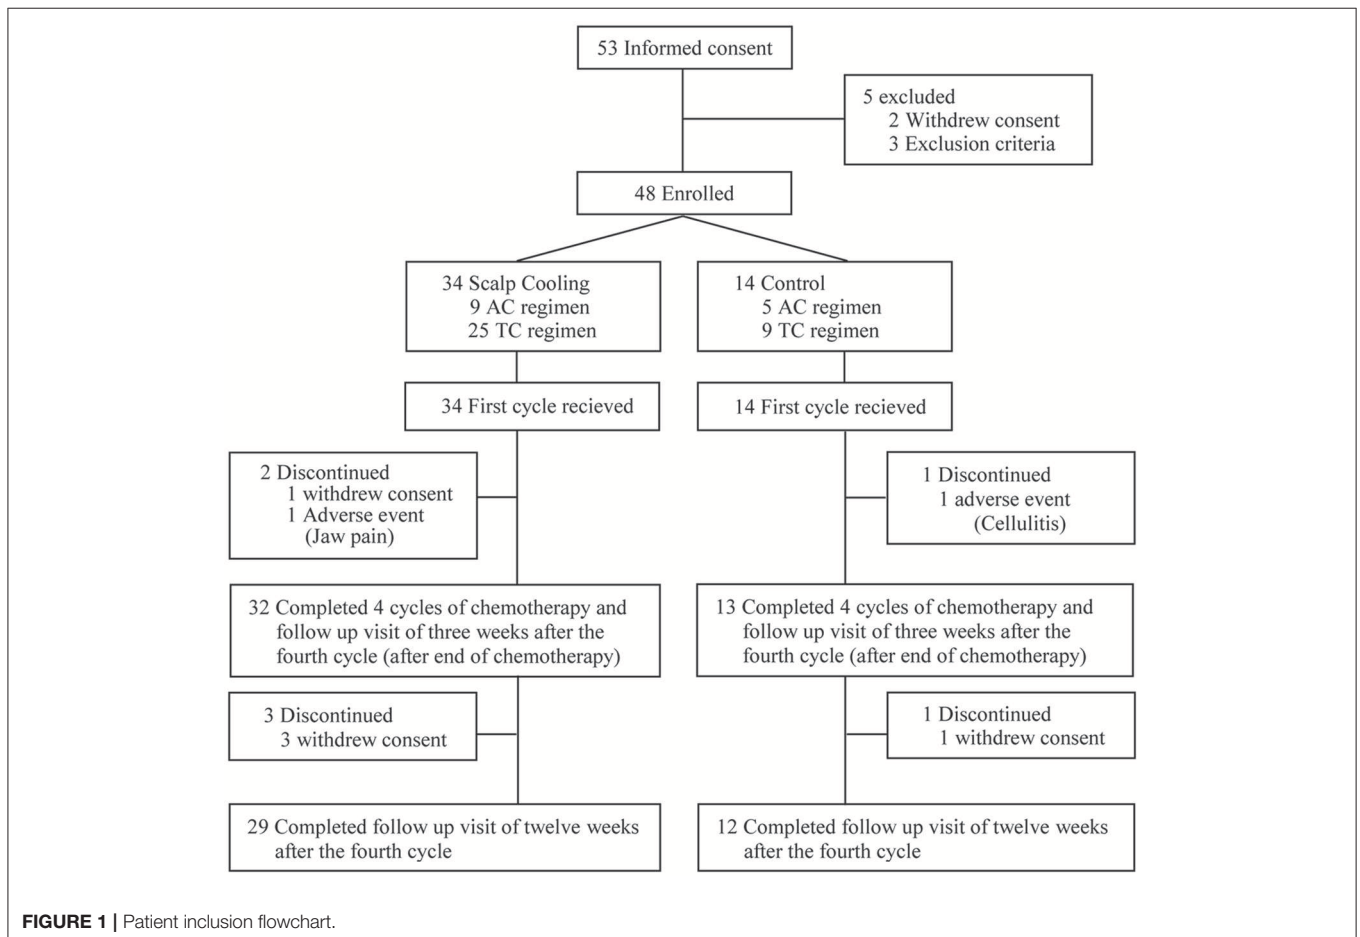 53 Informed consent
5 excluded
2 Withdrew consent
3 Exclusion criteria
48 Enrolled
34 Scalp Cooling
9 AC regimen
25 TC regimen
14 Control
5 AC regimen
9 TC regimen
34 First cycle recieved
14 First cycle recieved
2 Discontinued
1 withdrew consent
1 Adverse event
(Jaw pain)
1 Discontinued
1 adverse event
(Cellulitis)
32 Completed 4 cycles of chemotherapy and
follow up visit of three weeks after the
fourth cycle (after end of chemotherapy)
13 Completed 4 cycles of chemotherapy and
follow up visit of three weeks after the
fourth cycle (after end of chemotherapy)
3 Discontinued
3 withdrew consent
1 Discontinued
1 withdrew consent
29 Completed follow up visit of twelve weeks
after the fourth cycle
12 Completed follow up visit of twelve weeks
after the fourth cycle
FIGURE 1 | Patient inclusion flowchart.